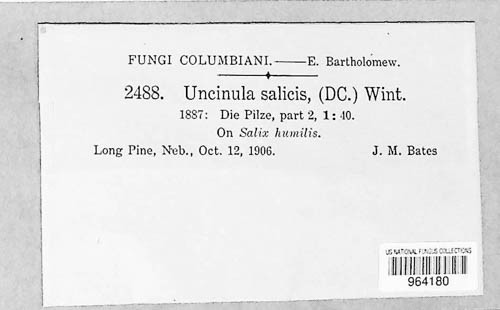 FUNGI COLUMBIANI.——E. Bartholomew.
2488. Uncinula salicis, (DC.) Wint.
1887: Die Pilze, part 2, 1: 40.
On Salix humilis.
Long Pine, Neb., Oct. 12, 1906. J. M. Bates
US NATIONAL FUNGUS COLLECTIONS
964180